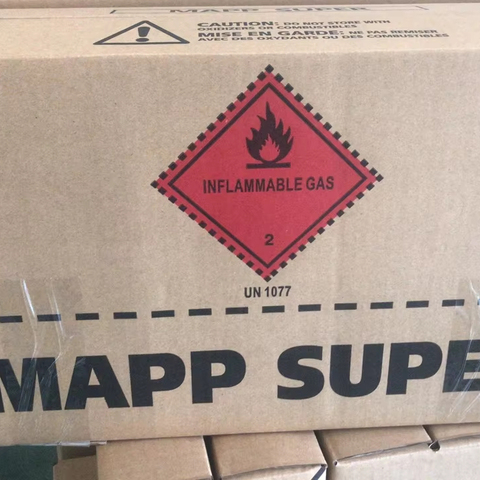 MAPP SUPER
CAUTION: DO NOT STORE WITH
OXIDIZERS OR COMBUSTIBLES
MISE EN GARDE: NE PAS REMISER
AVEC DES OXYDANTS OU DES COMBUSTIBLES
INFLAMMABLE GAS
2
UN 1077
MAPP SUPE